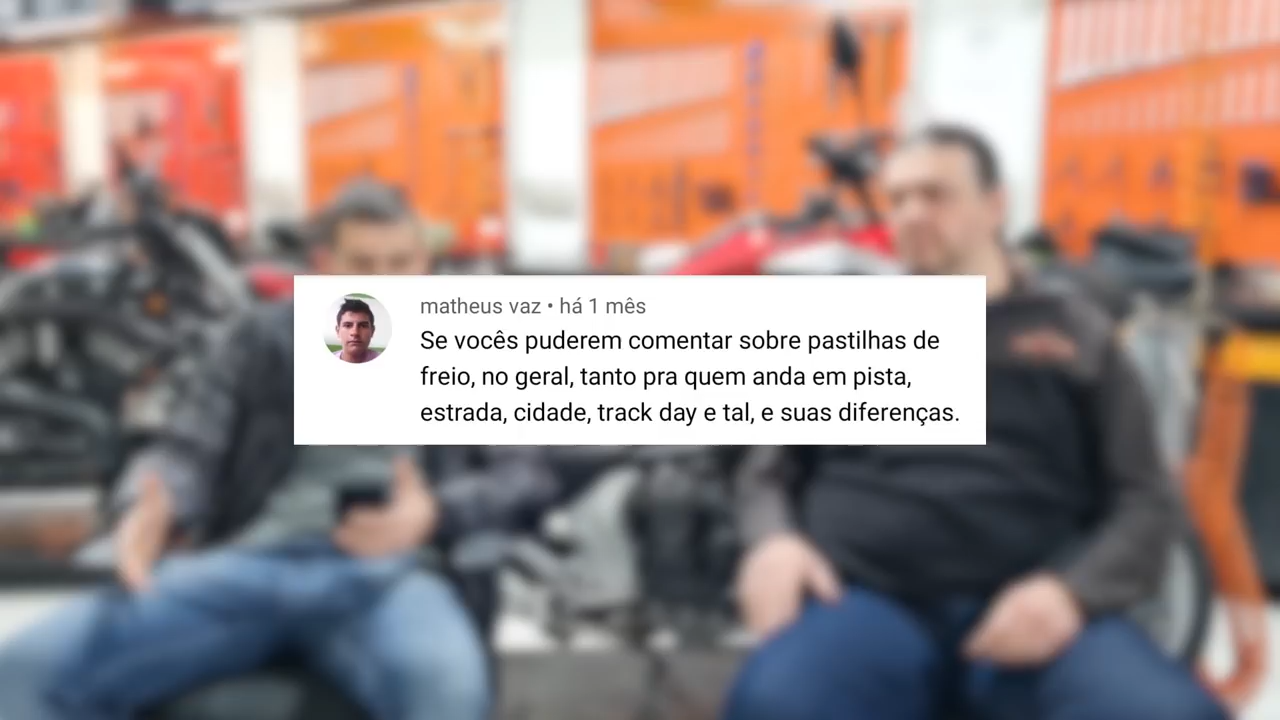 matheus vaz • há 1 mês
Se vocês puderem comentar sobre pastilhas de
freio, no geral, tanto pra quem anda em pista,
estrada, cidade, track day e tal, e suas diferenças.